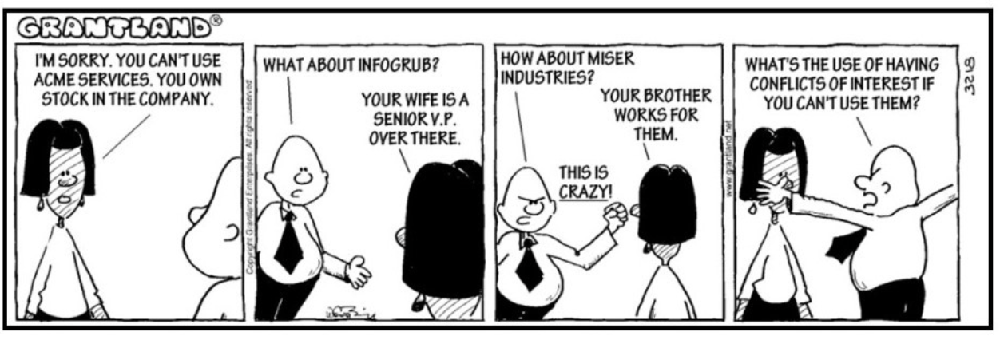 GRANTLAND®
I'M SORRY. YOU CAN'T USE
ACME SERVICES. YOU OWN
STOCK IN THE COMPANY.
Copyright Grantland Enterprises. All rights reserved
WHAT ABOUT INFOGRUB?
YOUR WIFE IS A
SENIOR V.P.
OVER THERE.
HOW ABOUT MISER
INDUSTRIES?
YOUR BROTHER
WORKS FOR
THEM.
THIS IS
CRAZY!
www.grantland.net
WHAT'S THE USE OF HAVING
CONFLICTS OF INTEREST IF
YOU CAN'T USE THEM?
3218